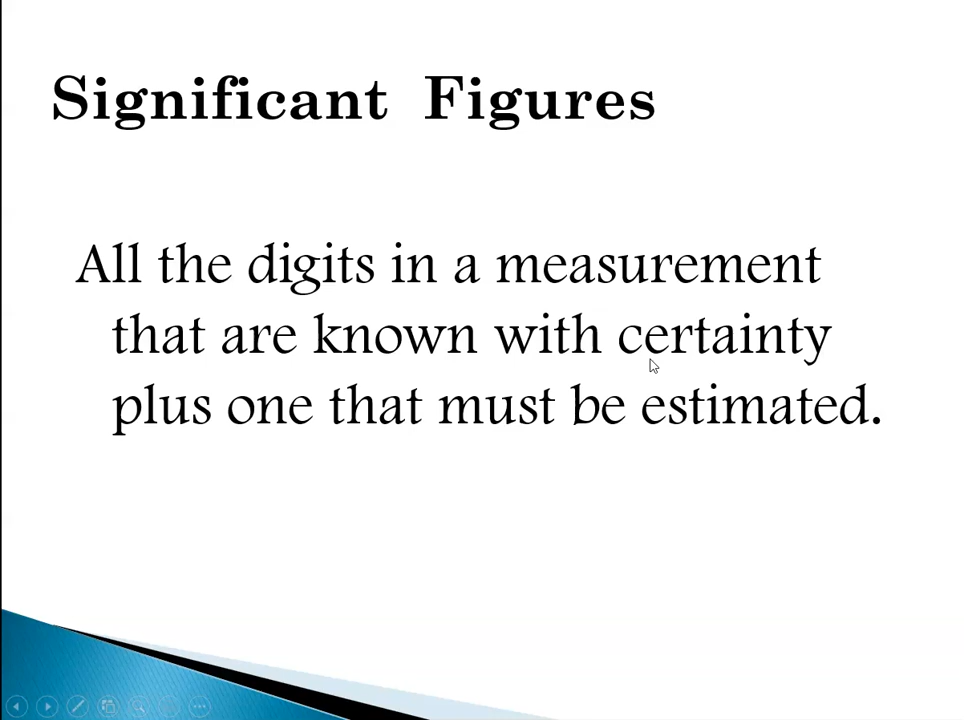 Significant Figures
All the digits in a measurement
that are known with certainty
plus one that must be estimated.